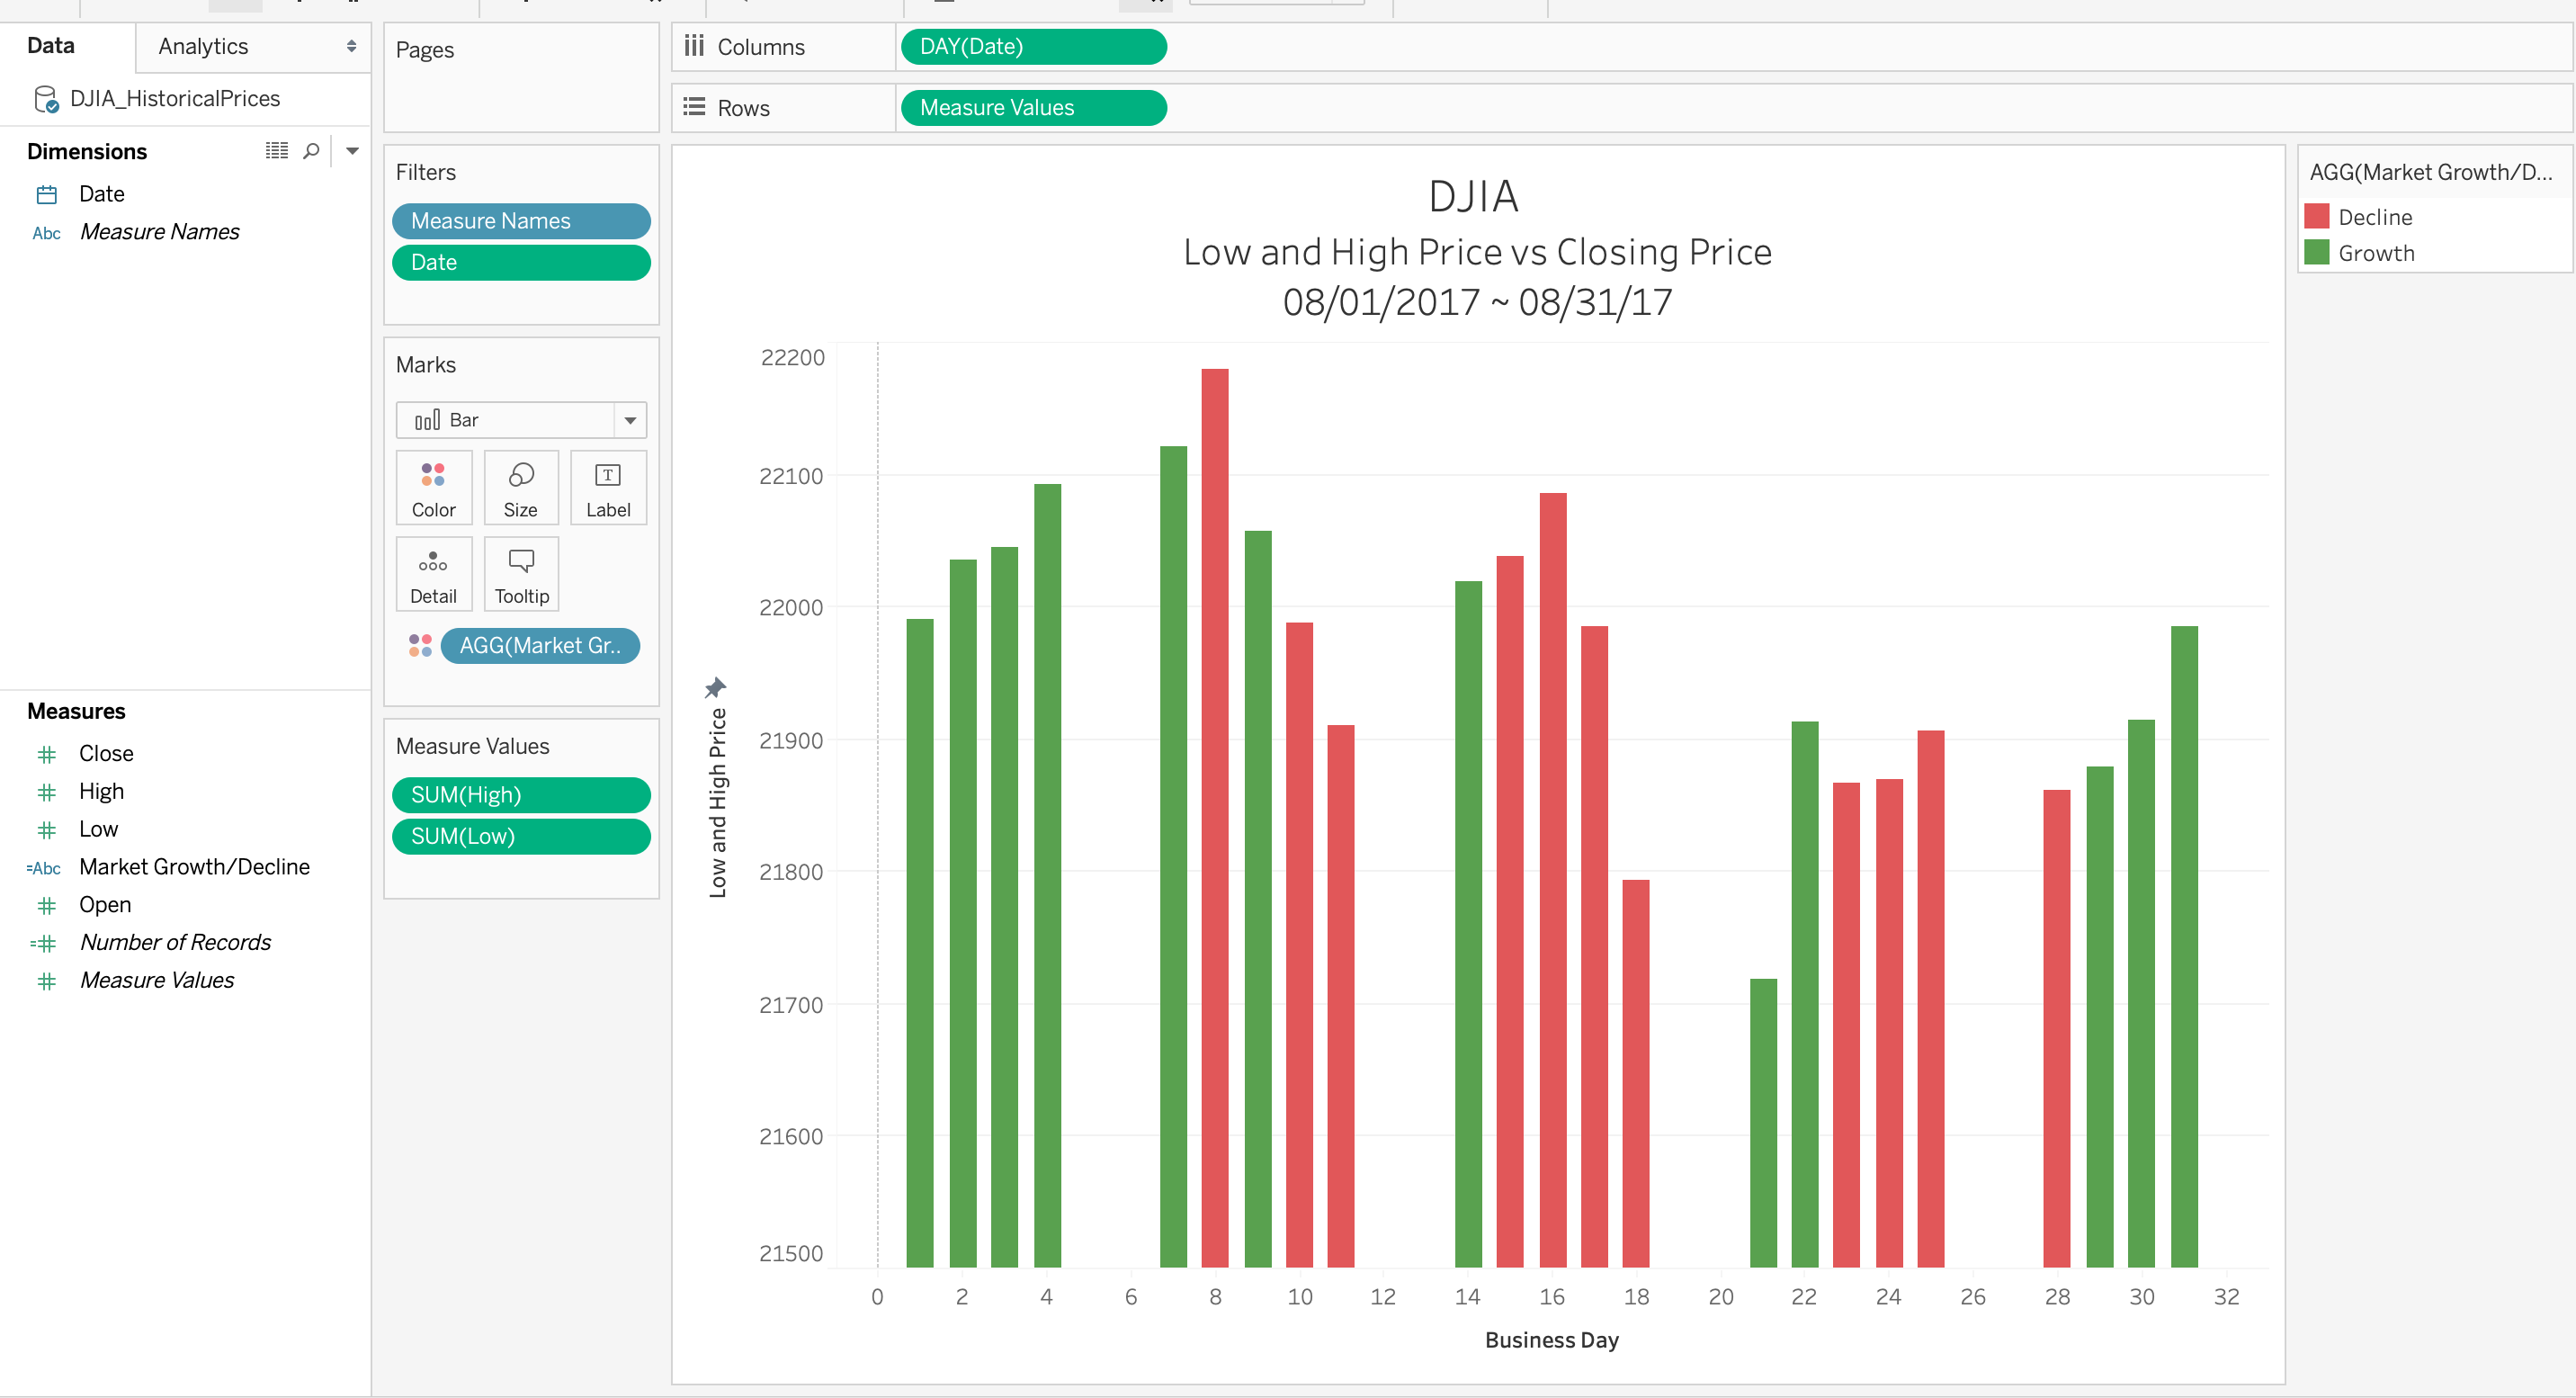 Data
Analytics
DJIA_HistoricalPrices
Dimensions
Date
Abc Measure Names
Measures
Close
High
Low
=Abc Market Growth/Decline
Open
=# Number of Records
Measure Values
Pages
Filters
Measure Names
Date
Marks
Bar
Color Size Label
Detail Tooltip
AGG(Market Gr..
Measure Values
SUM(High)
SUM(Low)
Columns DAY(Date)
Rows Measure Values
DJIA
Low and High Price vs Closing Price
08/01/2017 ~ 08/31/17
22200
22100
22000
21900
21800
21700
21600
21500
Low and High Price
0 2 4 6 8 10 12 14 16 18 20 22 24 26 28 30 32
Business Day
AGG(Market Growth/D...
Decline
Growth